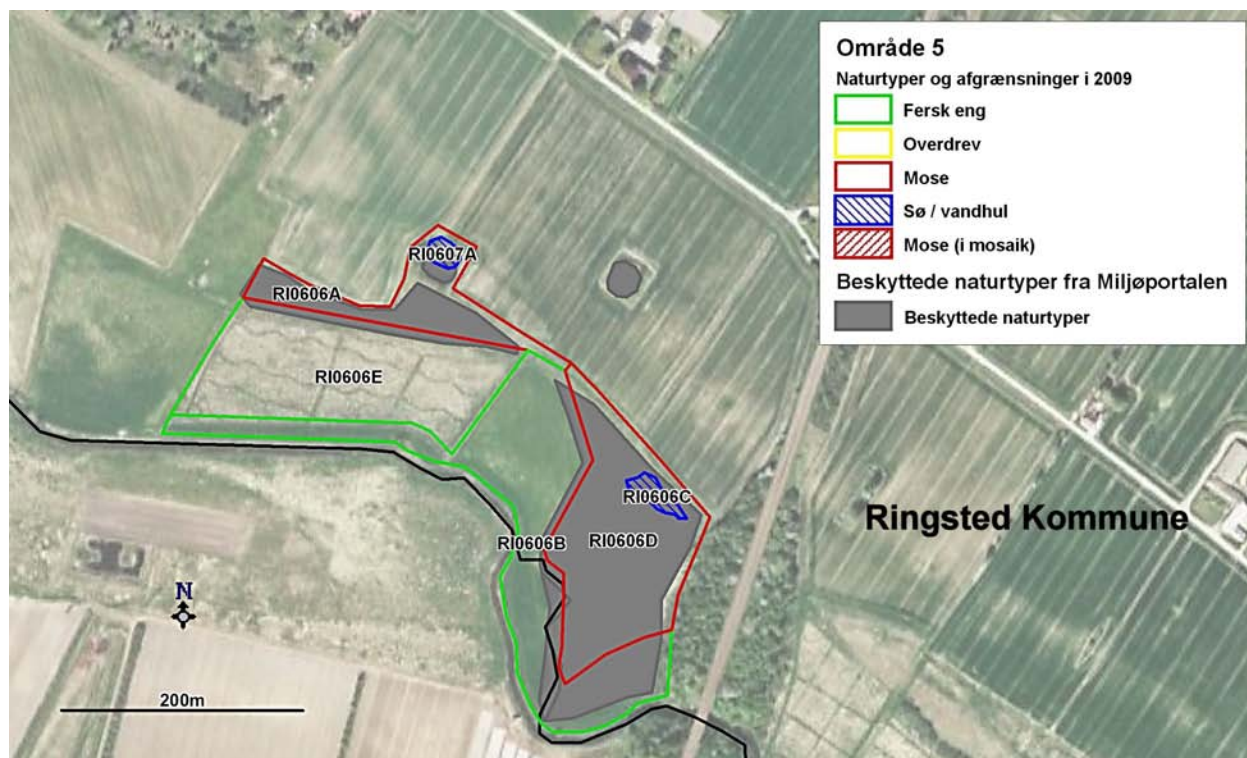 Område 5
Naturtyper og afgrænsninger i 2009
Fersk eng
Overdrev
Mose
Sø / vandhul
Mose (i mosaik)
Beskyttede naturtyper fra Miljøportalen
Beskyttede naturtyper
RI0607A
RI0606A
RI0606E
RI0606C
RI0606B
RI0606D
Ringsted Kommune
N
200m